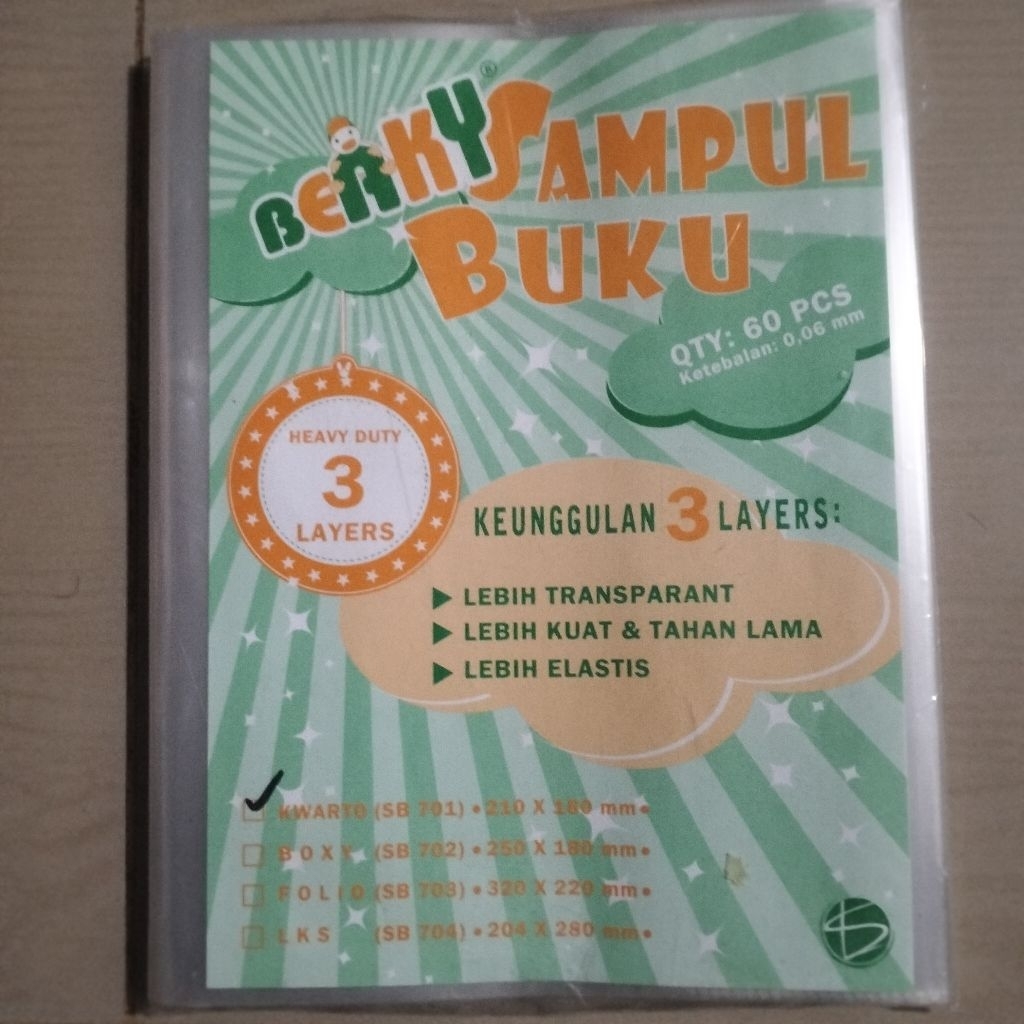 BENKY®
SAMPUL
BUKU
QTY: 60 PCS
Ketebalan: 0,06 mm
HEAVY DUTY
3
LAYERS
KEUNGGULAN 3 LAYERS:
▶ LEBIH TRANSPARANT
▶ LEBIH KUAT & TAHAN LAMA
▶ LEBIH ELASTIS
KWARTO (SB 701) • 210 X 160 mm •
BOXY (SB 702) • 250 X 180 mm •
FOLIO (SB 703) • 320 X 220 mm •
LKS (SB 704) • 204 X 280 mm •